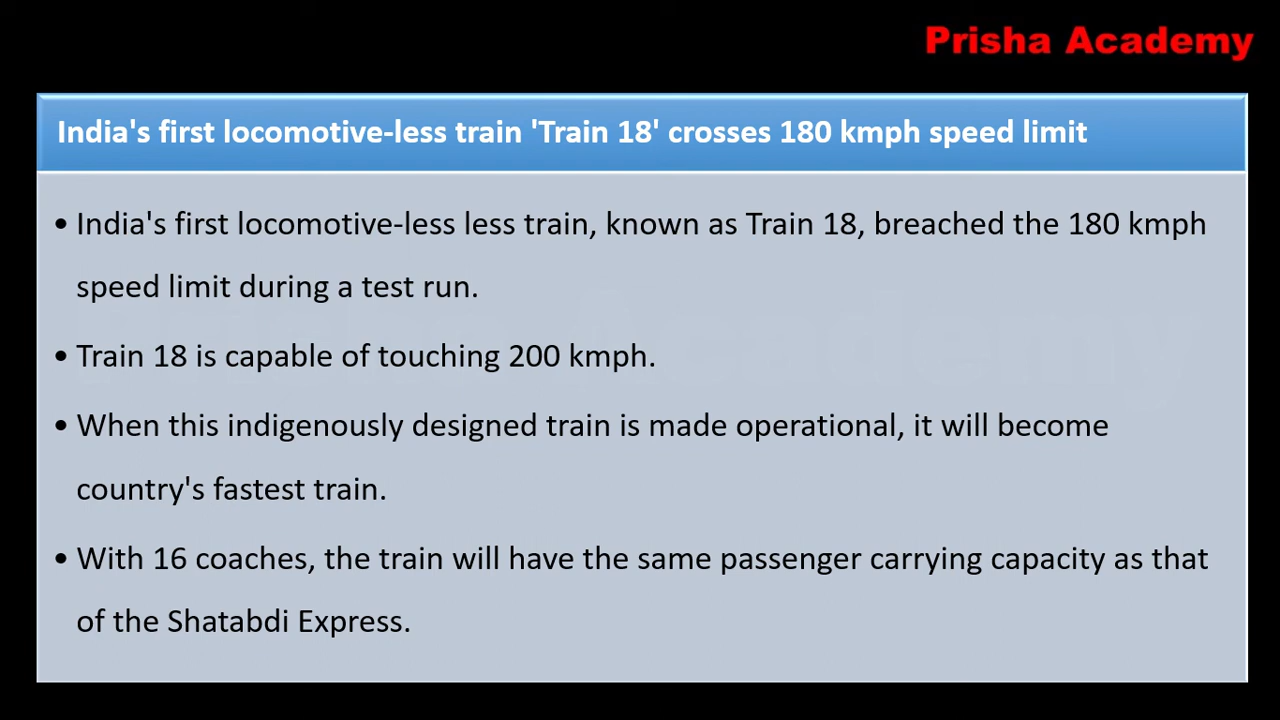 Prisha Academy
India's first locomotive-less train 'Train 18' crosses 180 kmph speed limit
• India's first locomotive-less less train, known as Train 18, breached the 180 kmph
speed limit during a test run.
• Train 18 is capable of touching 200 kmph.
• When this indigenously designed train is made operational, it will become
country's fastest train.
• With 16 coaches, the train will have the same passenger carrying capacity as that
of the Shatabdi Express.